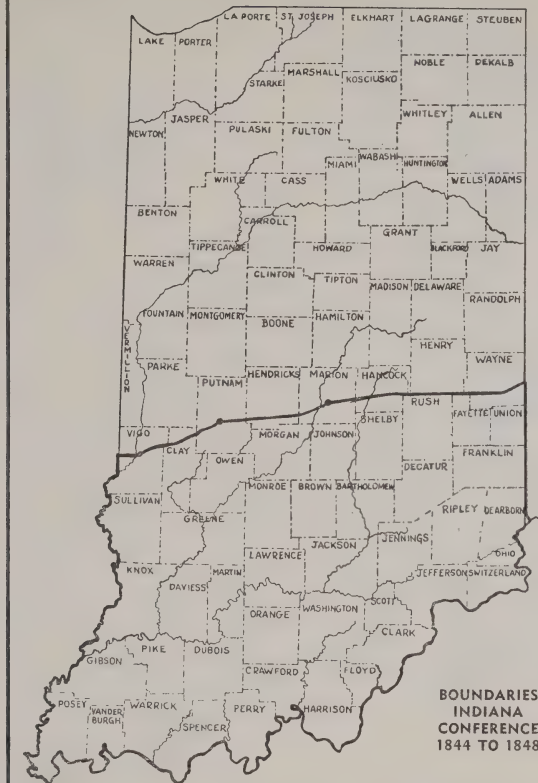 LA PORTE ST. JOSEPH ELKHART LAGRANGE STEUBEN
LAKE PORTER
NOBLE DEKALB
STARKE MARSHALL KOSCIUSKO
WHITLEY ALLEN
NEWTON JASPER PULASKI FULTON
MIAMI WABASH HUNTINGTON
WHITE CASS WELLS ADAMS
BENTON CARROLL
GRANT
TIPPECANOE HOWARD BLACKFORD JAY
WARREN
CLINTON TIPTON
MADISON DELAWARE
RANDOLPH
FOUNTAIN MONTGOMERY BOONE HAMILTON
VERMILLION
HENRY
WAYNE
PARKE HENDRICKS MARION HANCOCK
PUTNAM
RUSH
SHELBY FAYETTE UNION
VIGO CLAY MORGAN JOHNSON
OWEN FRANKLIN
DECATUR
MONROE BROWN BARTHOLOMEW
SULLIVAN
RIPLEY DEARBORN
GREENE
JENNINGS
JACKSON OHIO
LAWRENCE
KNOX MARTIN JEFFERSON SWITZERLAND
DAVIESS
SCOTT
ORANGE WASHINGTON
CLARK
PIKE DUBOIS
GIBSON
CRAWFORD FLOYD
POSEY VANDER
BURGH
WARRICK PERRY HARRISON
SPENCER
BOUNDARIES
INDIANA
CONFERENCE
1844 TO 1848